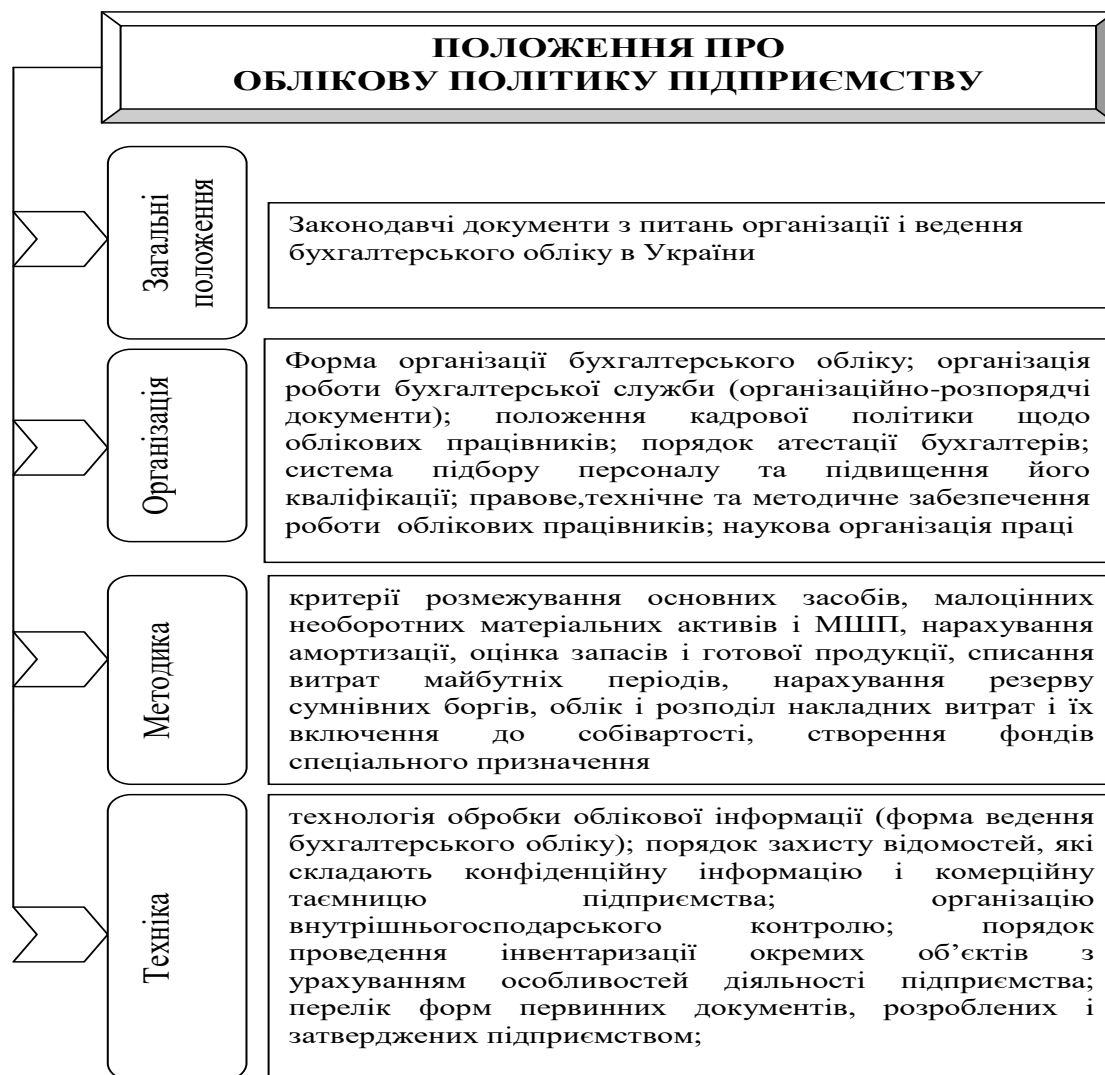 ПОЛОЖЕННЯ ПРО
ОБЛІКОВУ ПОЛІТИКУ ПІДПРИЄМСТВУ
Загальні
положення
Законодавчі документи з питань організації і ведення
бухгалтерського обліку в Україні
Організація
Форма організації бухгалтерського обліку; організація
роботи бухгалтерської служби (організаційно-розпорядчі
документи); положення кадрової політики щодо
облікових працівників; порядок атестації бухгалтерів;
система підбору персоналу та підвищення його
кваліфікації; правове,технічне та методичне забезпечення
роботи облікових працівників; наукова організація праці
Методика
критерії розмежування основних засобів, малоцінних
необоротних матеріальних активів і МШП, нарахування
амортизації, оцінка запасів і готової продукції, списання
витрат майбутніх періодів, нарахування резерву
сумнівних боргів, облік і розподіл накладних витрат і їх
включення до собівартості, створення фондів
спеціального призначення
Техніка
технологія обробки облікової інформації (форма ведення
бухгалтерського обліку); порядок захисту відомостей, які
складають конфіденційну інформацію і комерційну
таємницю підприємства; організацію
внутрішньогосподарського контролю; порядок
проведення інвентаризації окремих об’єктів з
урахуванням особливостей діяльності підприємства;
перелік форм первинних документів, розроблених і
затверджених підприємством;